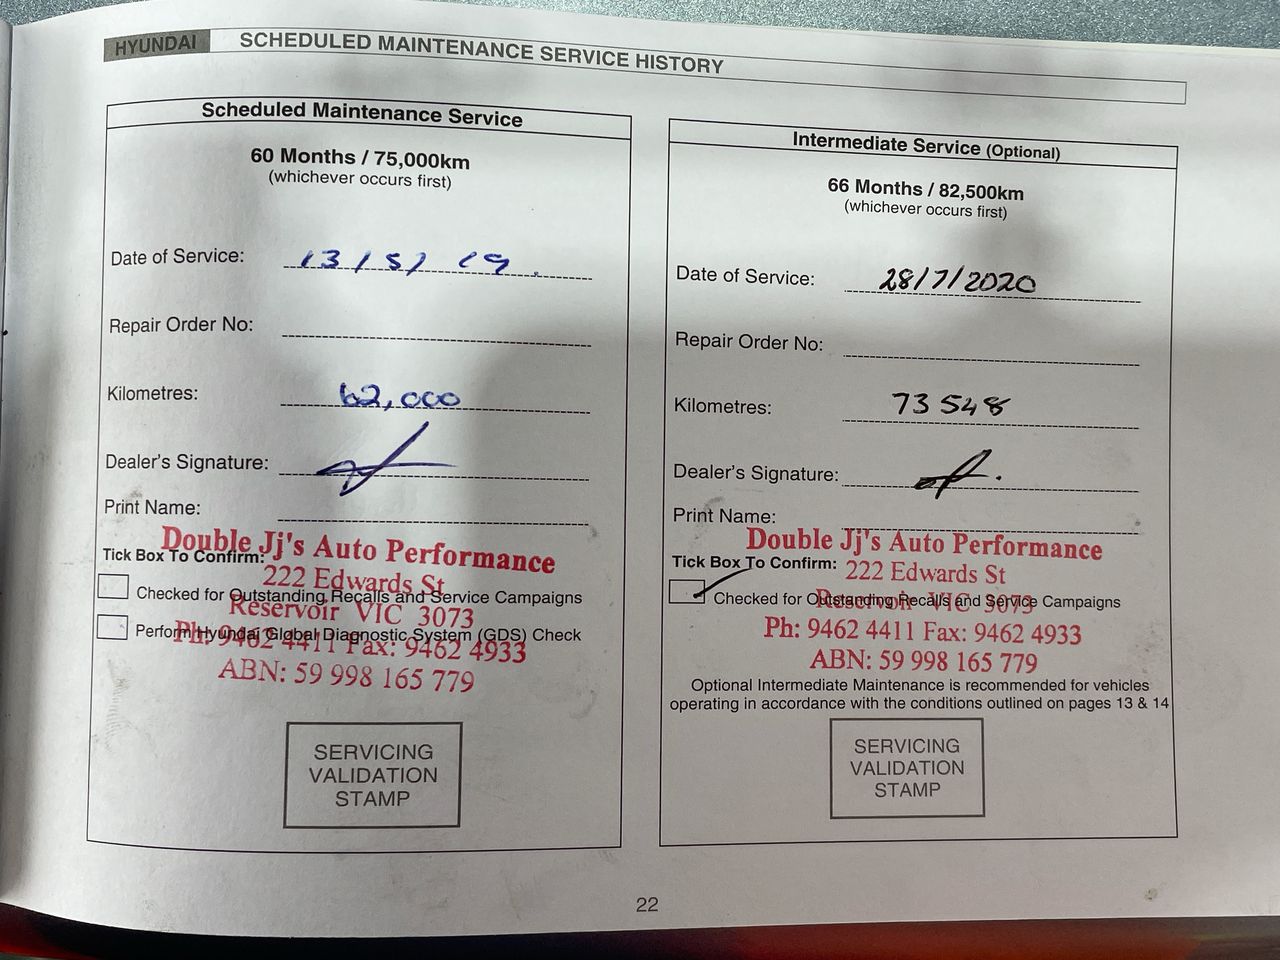 HYUNDAI SCHEDULED MAINTENANCE SERVICE HISTORY
Scheduled Maintenance Service
60 Months / 75,000km
(whichever occurs first)
Date of Service: 13/5/19.
Repair Order No:
Kilometres: 62,000
Dealer's Signature:
Print Name:
Double Jj's Auto Performance
Tick Box To Confirm:
222 Edwards St
Checked for Outstanding Recalls and Service Campaigns
Reservoir VIC 3073
Perform Hyundai Global Diagnostic System (GDS) Check
Ph: 9462 4411 Fax: 9462 4933
ABN: 59 998 165 779
SERVICING
VALIDATION
STAMP
Intermediate Service (Optional)
66 Months / 82,500km
(whichever occurs first)
Date of Service: 28/7/2020
Repair Order No:
Kilometres: 73548
Dealer's Signature:
Print Name:
Double Jj's Auto Performance
Tick Box To Confirm:
222 Edwards St
Checked for Outstanding Recalls and Service Campaigns
Reservoir VIC 3073
Ph: 9462 4411 Fax: 9462 4933
ABN: 59 998 165 779
Optional Intermediate Maintenance is recommended for vehicles
operating in accordance with the conditions outlined on pages 13 & 14
SERVICING
VALIDATION
STAMP
22